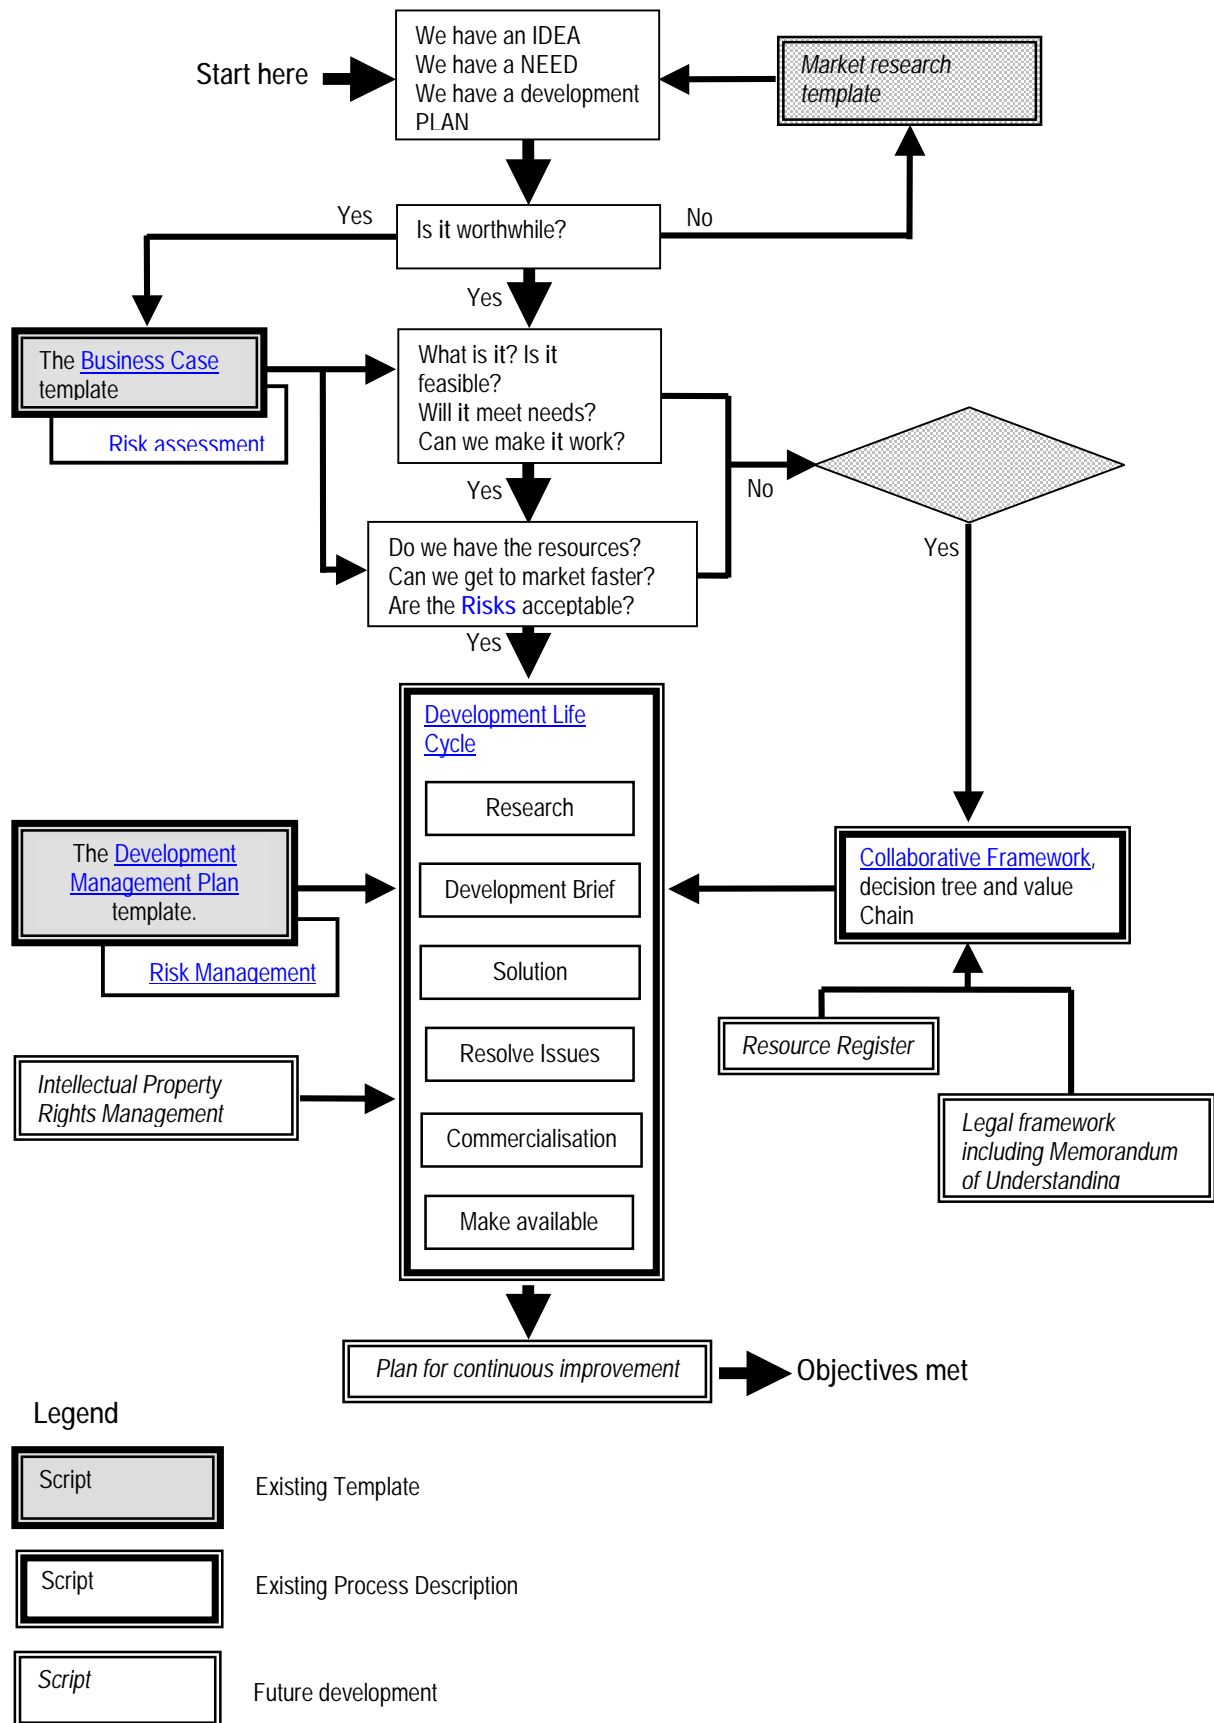 We have an IDEA
We have a NEED
We have a development
PLAN
Start here
Market research
template
Yes
Is it worthwhile?
No
Yes
The Business Case
template
Risk assessment
What is it? Is it
feasible?
Will it meet needs?
Can we make it work?
Yes
No
Do we have the resources?
Can we get to market faster?
Are the Risks acceptable?
Yes
Yes
Development Life
Cycle
Research
Development Brief
Solution
Resolve Issues
Commercialisation
Make available
The Development
Management Plan
template.
Risk Management
Intellectual Property
Rights Management
Collaborative Framework,
decision tree and value
Chain
Resource Register
Legal framework
including Memorandum
of Understanding
Plan for continuous improvement
Objectives met
Legend
Script
Existing Template
Script
Existing Process Description
Script
Future development